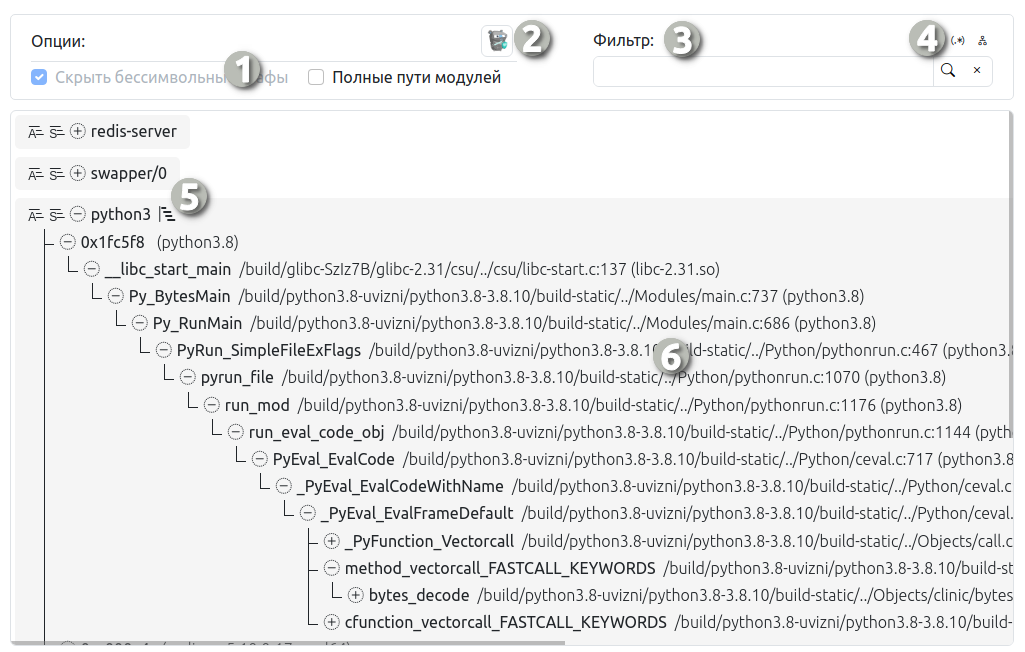 Опции:
2
Фильтр:
3
4
(.*)
Скрыть бессимвольные графы
1
Полные пути модулей
×
redis-server
swapper/0
5
python3
0x1fc5f8 (python3.8)
__libc_start_main /build/glibc-SzIz7B/glibc-2.31/csu/../csu/libc-start.c:137 (libc-2.31.so)
Py_BytesMain /build/python3.8-uvizni/python3.8-3.8.10/build-static/../Modules/main.c:737 (python3.8)
Py_RunMain /build/python3.8-uvizni/python3.8-3.8.10/build-static/../Modules/main.c:686 (python3.8)
PyRun_SimpleFileExFlags /build/python3.8-uvizni/python3.8-3.8.10/build-static/../Python/pythonrun.c:467 (python3.8
6
pyrun_file /build/python3.8-uvizni/python3.8-3.8.10/build-static/../Python/pythonrun.c:1070 (python3.8)
run_mod /build/python3.8-uvizni/python3.8-3.8.10/build-static/../Python/pythonrun.c:1176 (python3.8)
run_eval_code_obj /build/python3.8-uvizni/python3.8-3.8.10/build-static/../Python/pythonrun.c:1144 (pyth
PyEval_EvalCode /build/python3.8-uvizni/python3.8-3.8.10/build-static/../Python/ceval.c:717 (python3.8
_PyEval_EvalCodeWithName /build/python3.8-uvizni/python3.8-3.8.10/build-static/../Python/ceval.c
_PyEval_EvalFrameDefault /build/python3.8-uvizni/python3.8-3.8.10/build-static/../Python/ceval.
_PyFunction_Vectorcall /build/python3.8-uvizni/python3.8-3.8.10/build-static/../Objects/call.c
method_vectorcall_FASTCALL_KEYWORDS /build/python3.8-uvizni/python3.8-3.8.10/build-st
bytes_decode /build/python3.8-uvizni/python3.8-3.8.10/build-static/../Objects/clinic/bytes
cfunction_vectorcall_FASTCALL_KEYWORDS /build/python3.8-uvizni/python3.8-3.8.10/build-